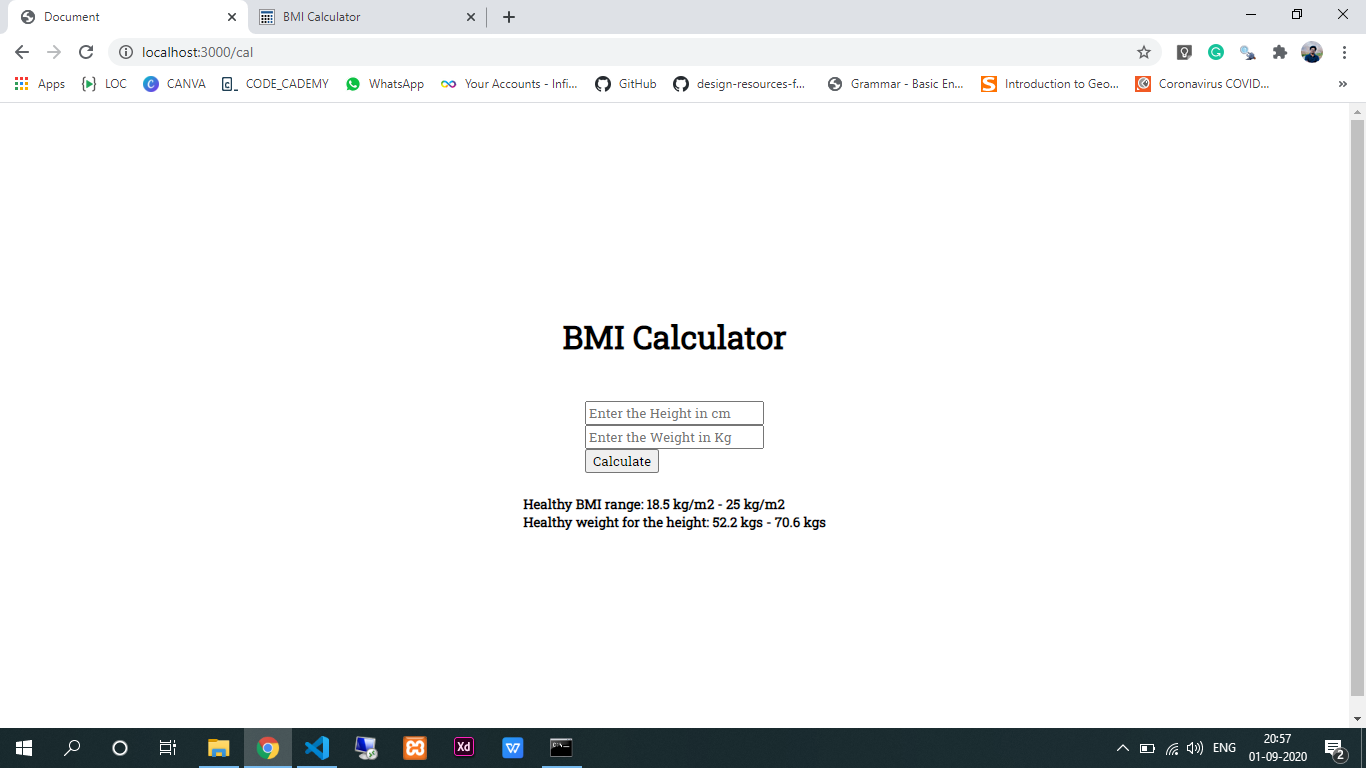 Document
BMI Calculator
localhost:3000/cal
Apps
LOC
CANVA
CODE_CADEMY
WhatsApp
Your Accounts - Infi...
GitHub
design-resources-f...
Grammar - Basic En...
Introduction to Geo...
Coronavirus COVID...
»
BMI Calculator
Enter the Height in cm
Enter the Weight in Kg
Calculate
Healthy BMI range: 18.5 kg/m2 - 25 kg/m2
Healthy weight for the height: 52.2 kgs - 70.6 kgs
Xd
ENG
20:57
01-09-2020
2